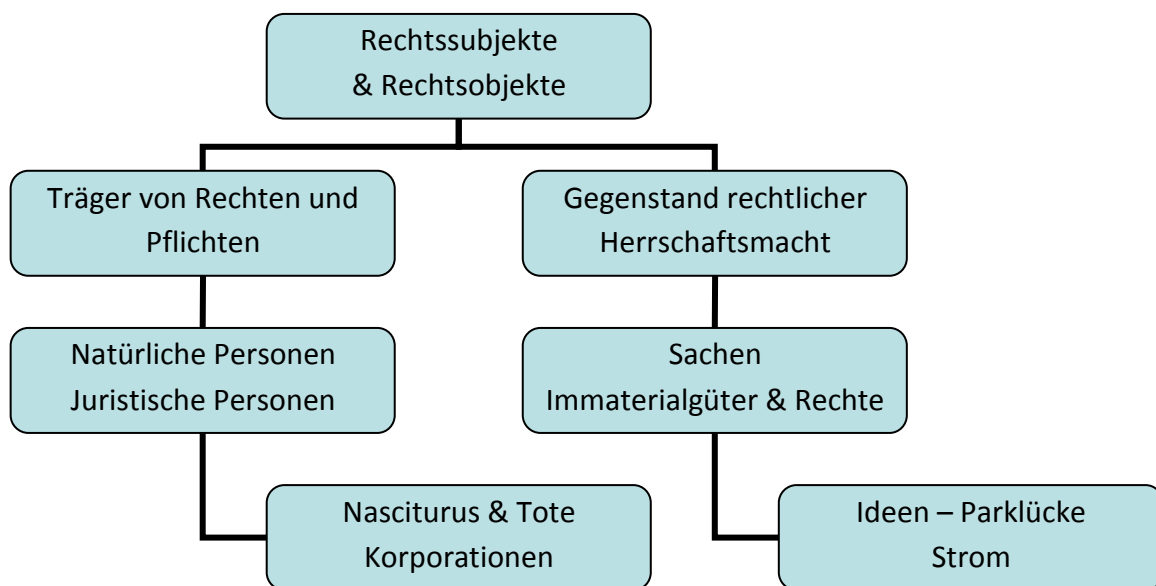 Rechtssubjekte
& Rechtsobjekte
Träger von Rechten und
Pflichten
Gegenstand rechtlicher
Herrschaftsmacht
Natürliche Personen
Juristische Personen
Sachen
Immaterialgüter & Rechte
Nasciturus & Tote
Korporationen
Ideen – Parklücke
Strom